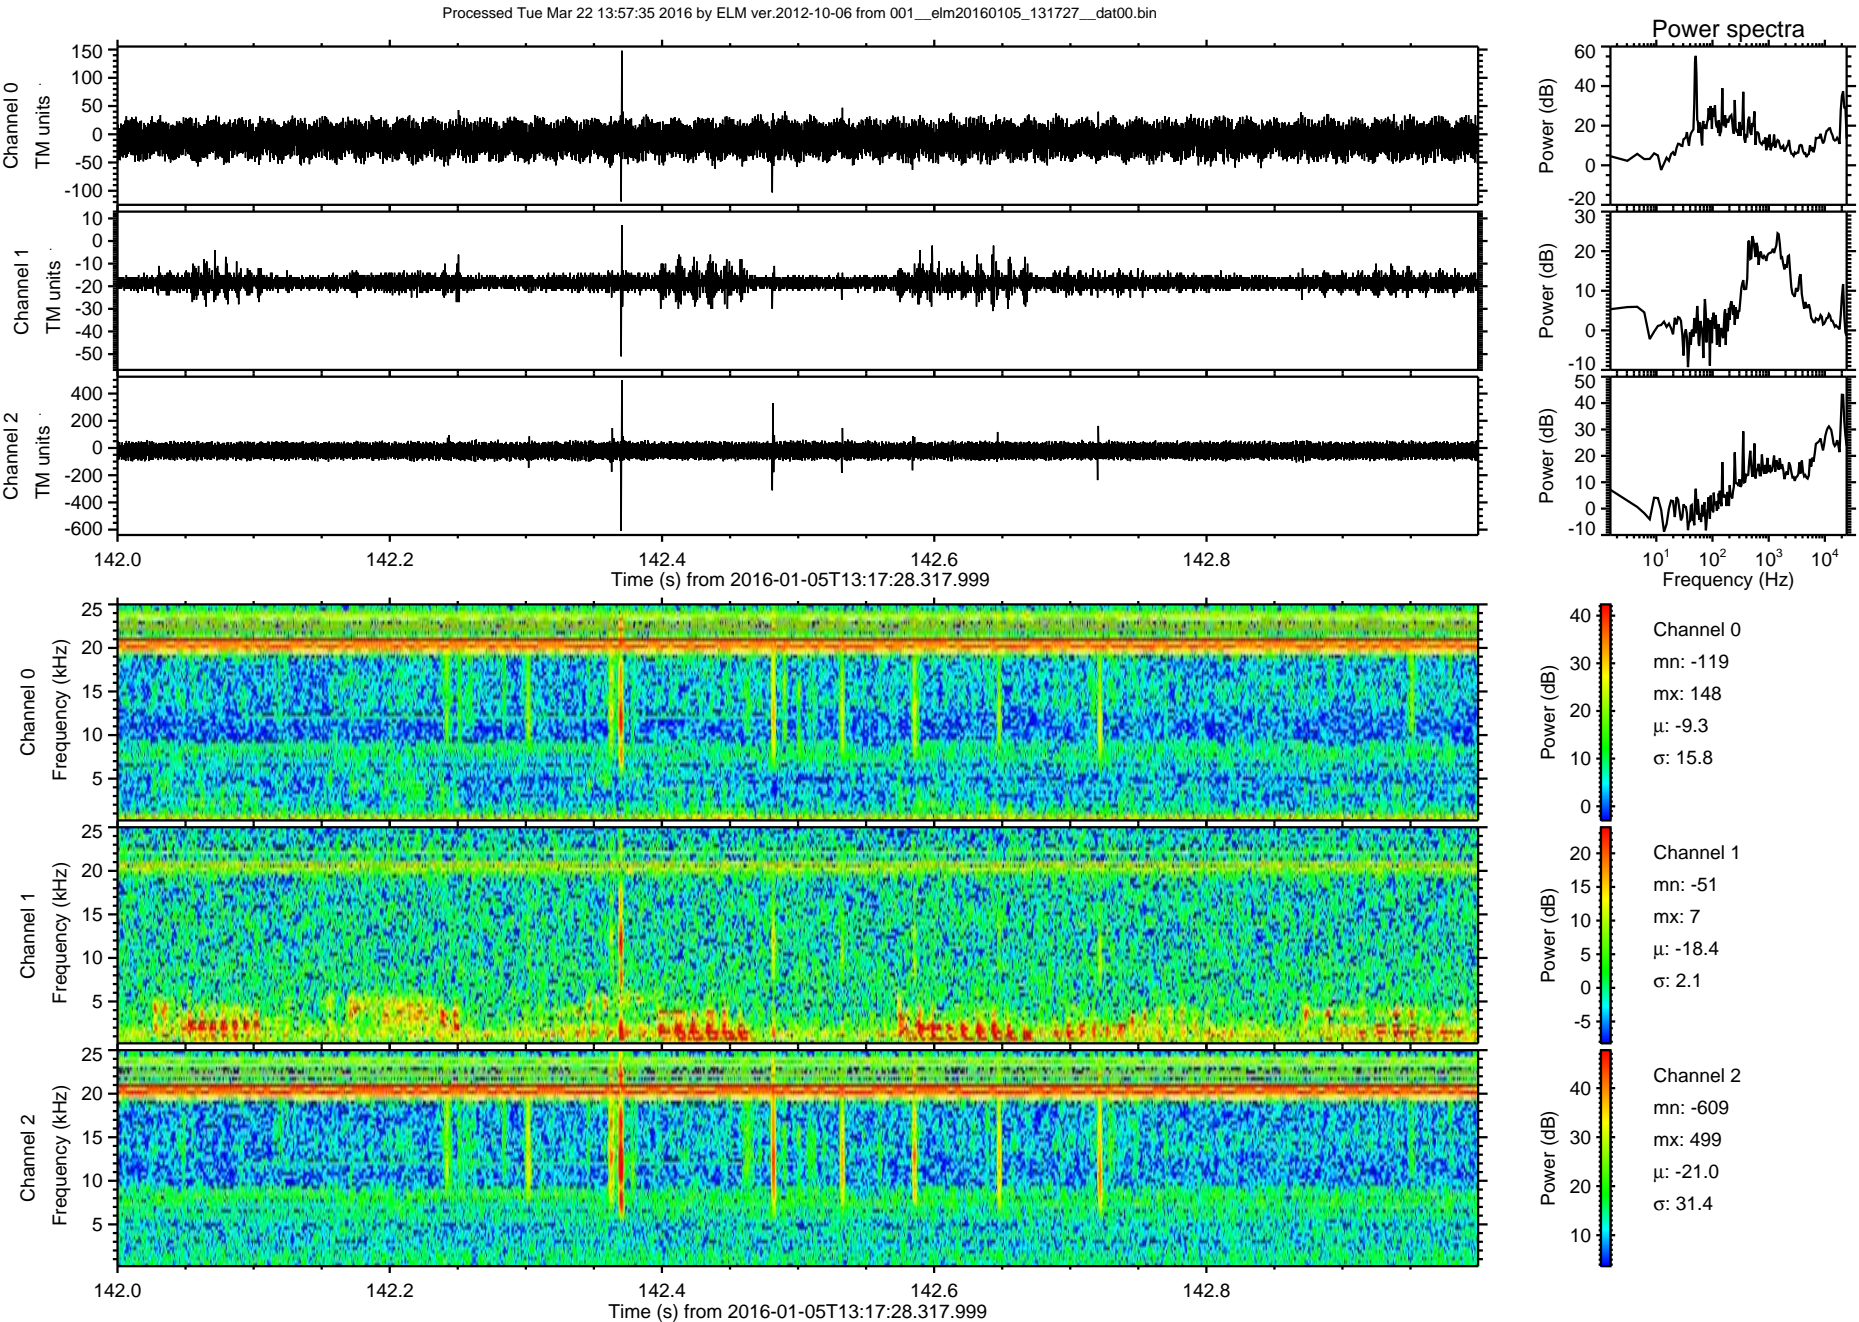 Processed Tue Mar 22 13:57:35 2016 by ELM ver.2012-10-06 from 001__elm20160105_131727__dat00.bin
Power spectra
Channel 0
TM units
150
100
50
0
-50
-100
Power (dB)
60
40
20
0
-20
Channel 1
TM units
10
0
-10
-20
-30
-40
-50
Power (dB)
30
20
10
0
-10
Channel 2
TM units
400
200
0
-200
-400
-600
Power (dB)
50
40
30
20
10
0
-10
142.0 142.2 142.4 142.6 142.8
Time (s) from 2016-01-05T13:17:28.317.999
10¹ 10² 10³ 10⁴
Frequency (Hz)
Channel 0
Frequency (kHz)
25
20
15
10
5
Power (dB)
40
30
20
10
0
Channel 0
mn: -119
mx: 148
μ: -9.3
σ: 15.8
Channel 1
Frequency (kHz)
25
20
15
10
5
Power (dB)
20
15
10
5
0
-5
Channel 1
mn: -51
mx: 7
μ: -18.4
σ: 2.1
Channel 2
Frequency (kHz)
25
20
15
10
5
Power (dB)
40
30
20
10
Channel 2
mn: -609
mx: 499
μ: -21.0
σ: 31.4
142.0 142.2 142.4 142.6 142.8
Time (s) from 2016-01-05T13:17:28.317.999